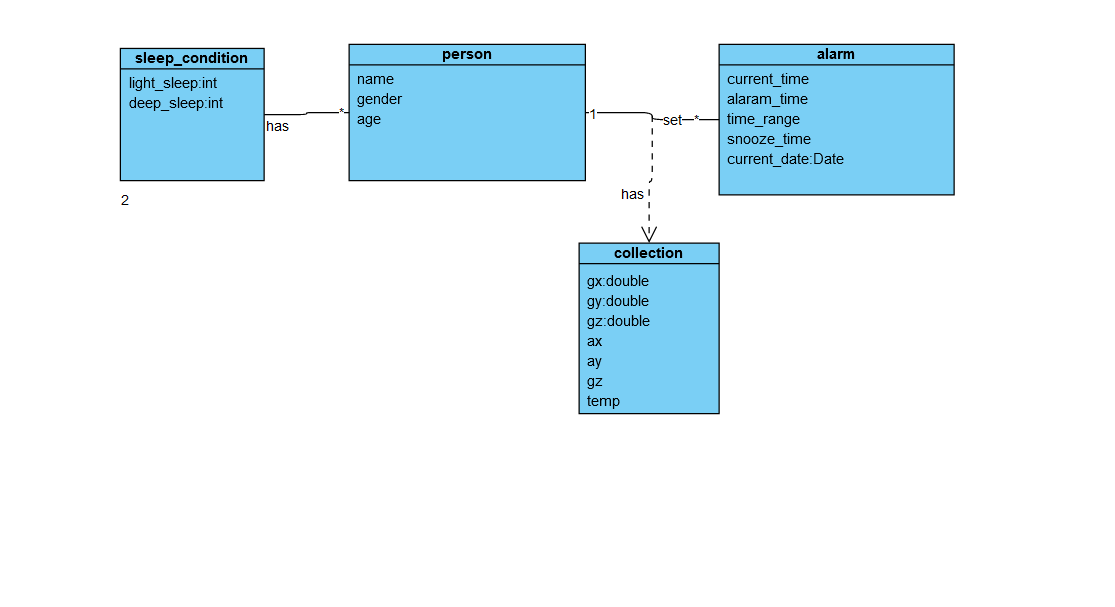 sleep_condition
light_sleep:int
deep_sleep:int
has
2
*
person
name
gender
age
1
set
*
alarm
current_time
alaram_time
time_range
snooze_time
current_date:Date
has
collection
gx:double
gy:double
gz:double
ax
ay
gz
temp